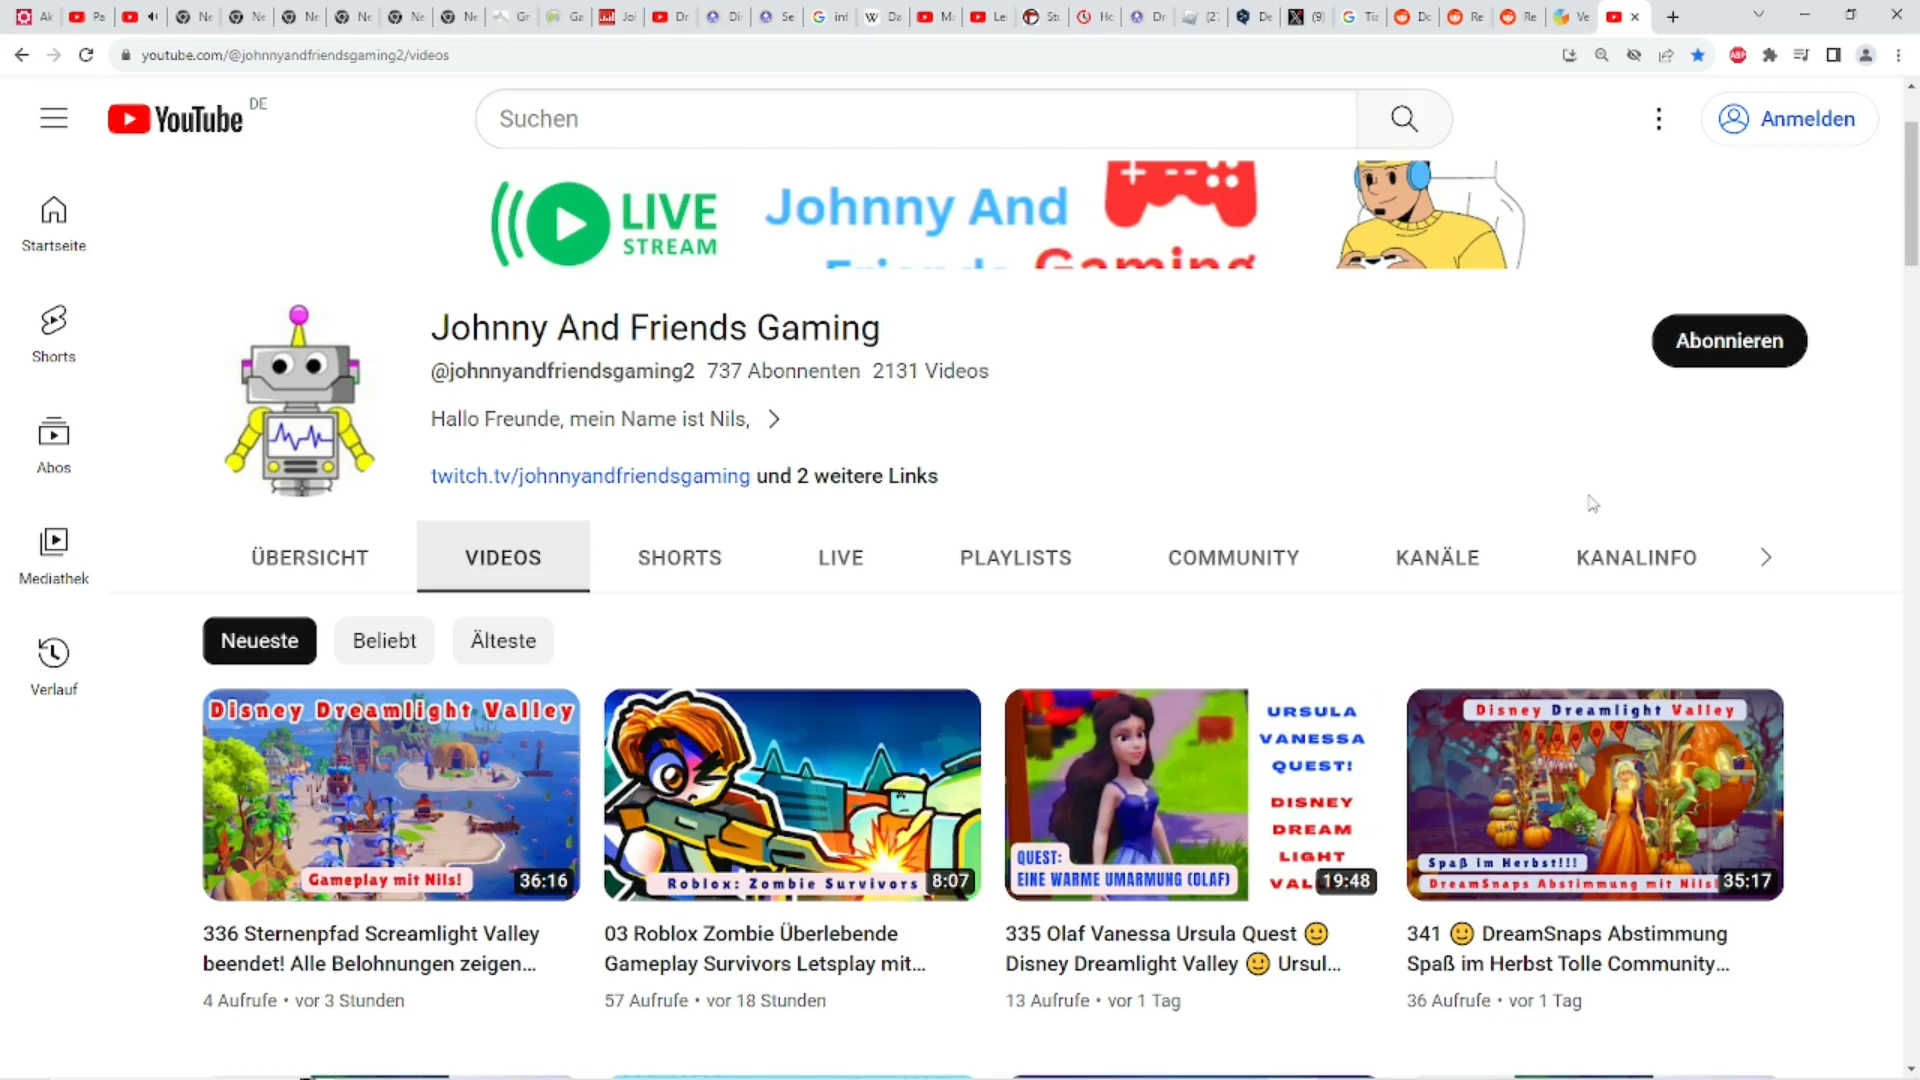 youtube.com/@johnnyandfriendsgaming2/videos
YouTube DE
Suchen
Anmelden
LIVE
STREAM
Johnny And
Friends Gaming
Startseite
Shorts
Abos
Mediathek
Verlauf
Johnny And Friends Gaming
@johnnyandfriendsgaming2 737 Abonnenten 2131 Videos
Hallo Freunde, mein Name ist Nils,
twitch.tv/johnnyandfriendsgaming und 2 weitere Links
Abonnieren
ÜBERSICHT VIDEOS SHORTS LIVE PLAYLISTS COMMUNITY KANÄLE KANALINFO
Neueste Beliebt Älteste
Disney Dreamlight Valley
Gameplay mit Nils!
36:16
Roblox: Zombie Survivors
8:07
URSULA
VANESSA
QUEST!
DISNEY
DREAM
LIGHT
VAL
QUEST:
EINE WARME UMARMUNG (OLAF)
19:48
Disney Dreamlight Valley
Spaß im Herbst!!!
DreamSnaps Abstimmung mit Nils!
35:17
336 Sternenpfad Screamlight Valley
beendet! Alle Belohnungen zeigen...
4 Aufrufe • vor 3 Stunden
03 Roblox Zombie Überlebende
Gameplay Survivors Letsplay mit...
57 Aufrufe • vor 18 Stunden
335 Olaf Vanessa Ursula Quest 🙂
Disney Dreamlight Valley 🙂 Ursul...
13 Aufrufe • vor 1 Tag
341 🙂 DreamSnaps Abstimmung
Spaß im Herbst Tolle Community...
36 Aufrufe • vor 1 Tag